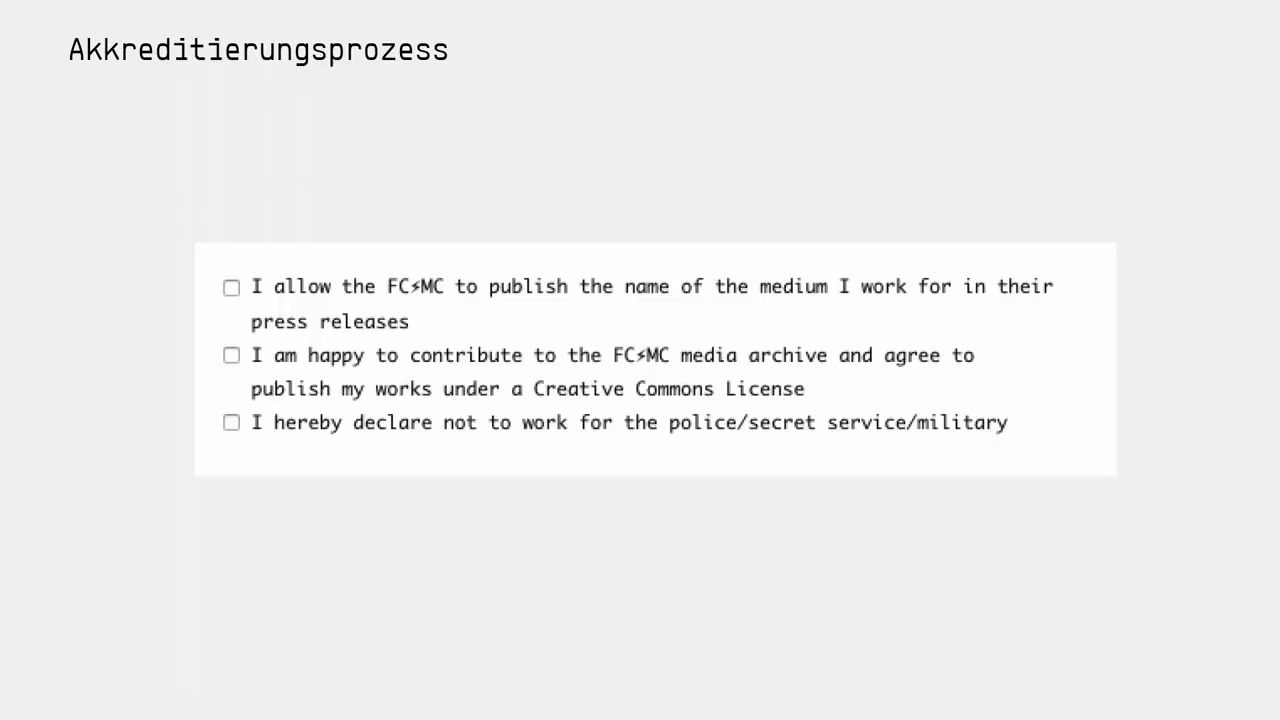 Akkreditierungsprozess
I allow the FC⚡MC to publish the name of the medium I work for in their
press releases
I am happy to contribute to the FC⚡MC media archive and agree to
publish my works under a Creative Commons License
I hereby declare not to work for the police/secret service/military